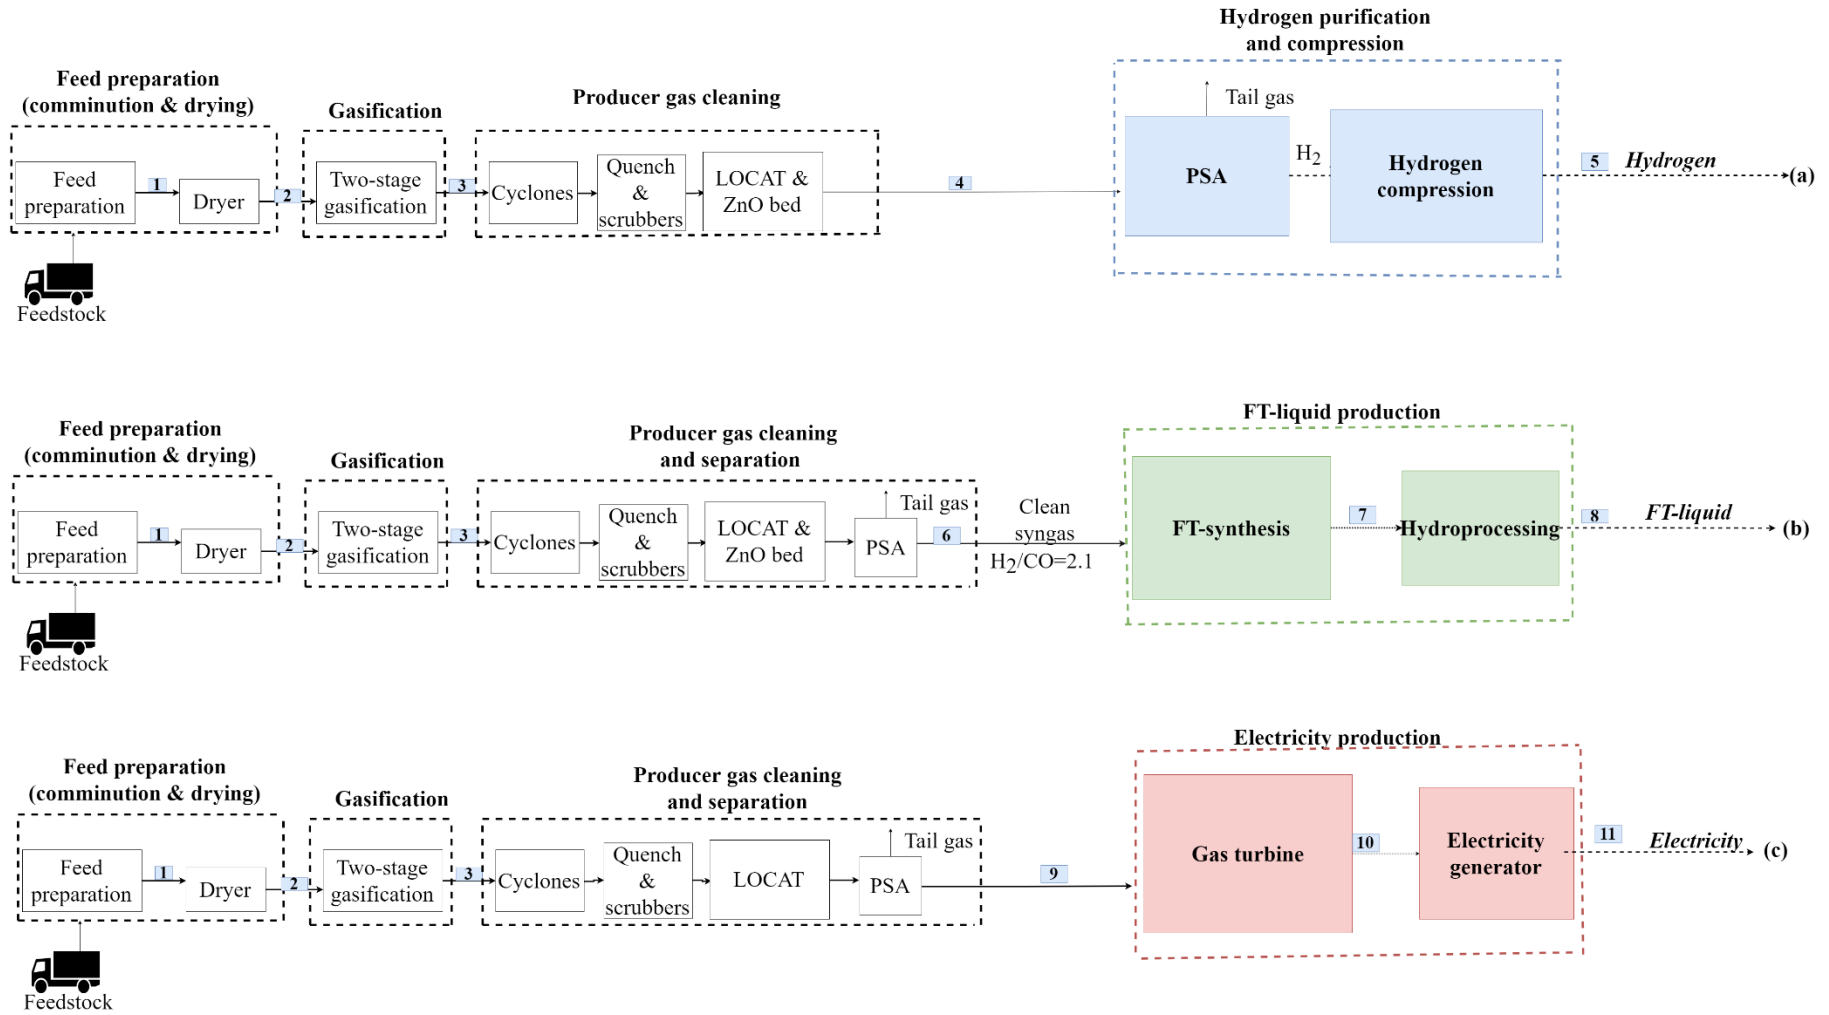 Hydrogen purification
and compression
Feed preparation
(comminution & drying)
Gasification
Producer gas cleaning
Feed
preparation
1
Dryer
2
Two-stage
gasification
3
Cyclones
Quench
&
scrubbers
LOCAT &
ZnO bed
4
Tail gas
PSA
H2
Hydrogen
compression
5
Hydrogen
(a)
Feedstock
FT-liquid production
Feed preparation
(comminution & drying)
Gasification
Producer gas cleaning
and separation
Feed
preparation
1
Dryer
2
Two-stage
gasification
3
Cyclones
Quench
&
scrubbers
LOCAT &
ZnO bed
Tail gas
PSA
6
Clean
syngas
H2/CO=2.1
FT-synthesis
7
Hydroprocessing
8
FT-liquid
(b)
Feedstock
Electricity production
Feed preparation
(comminution & drying)
Gasification
Producer gas cleaning
and separation
Feed
preparation
1
Dryer
2
Two-stage
gasification
3
Cyclones
Quench
&
scrubbers
LOCAT
Tail gas
PSA
9
Gas turbine
10
Electricity
generator
11
Electricity
(c)
Feedstock